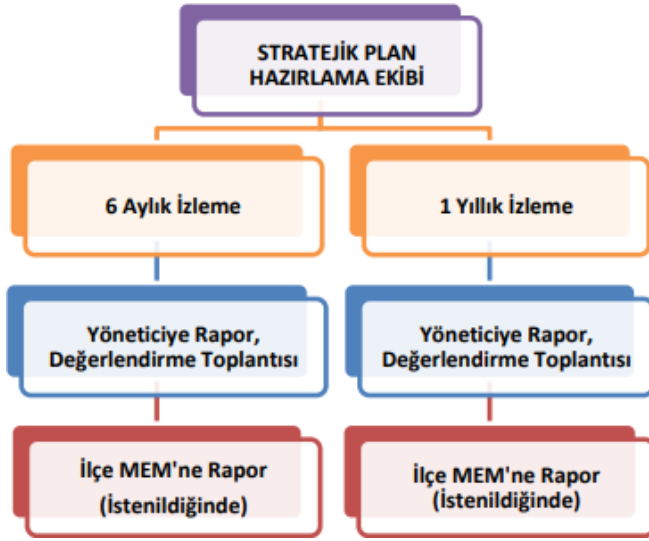 STRATEJİK PLAN
HAZIRLAMA EKİBİ
6 Aylık İzleme
1 Yıllık İzleme
Yöneticiye Rapor,
Değerlendirme Toplantısı
Yöneticiye Rapor,
Değerlendirme Toplantısı
İlçe MEM'ne Rapor
(İstenildiğinde)
İlçe MEM'ne Rapor
(İstenildiğinde)